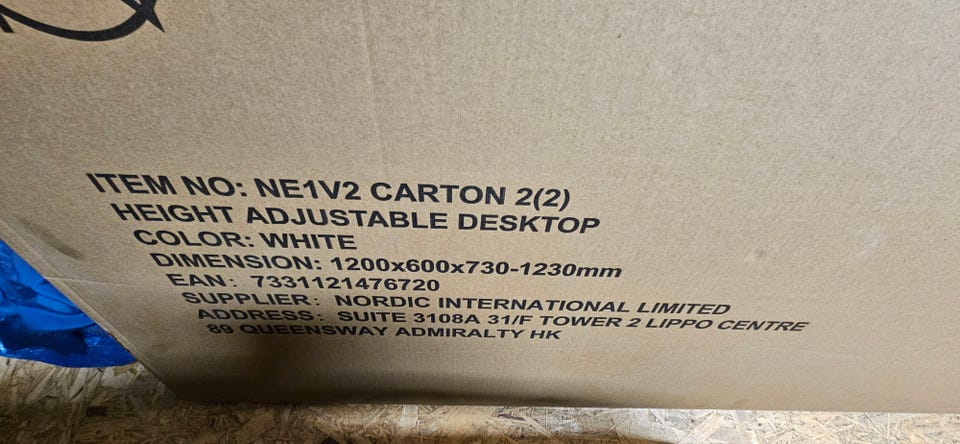 ITEM NO: NE1V2 CARTON 2(2)
HEIGHT ADJUSTABLE DESKTOP
COLOR: WHITE
DIMENSION: 1200x600x730-1230mm
EAN: 7331121476720
SUPPLIER: NORDIC INTERNATIONAL LIMITED
ADDRESS: SUITE 3108A 31/F TOWER 2 LIPPO CENTRE
89 QUEENSWAY ADMIRALTY HK